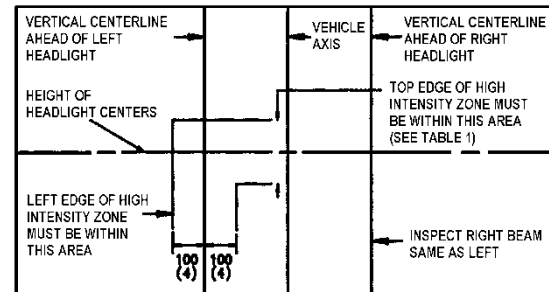 VERTICAL CENTERLINE
AHEAD OF LEFT
HEADLIGHT
VEHICLE
AXIS
VERTICAL CENTERLINE
AHEAD OF RIGHT
HEADLIGHT
HEIGHT OF
HEADLIGHT CENTERS
TOP EDGE OF HIGH
INTENSITY ZONE MUST
BE WITHIN THIS AREA
(SEE TABLE 1)
LEFT EDGE OF HIGH
INTENSITY ZONE
MUST BE WITHIN
THIS AREA
100 100
(4) (4)
INSPECT RIGHT BEAM
SAME AS LEFT